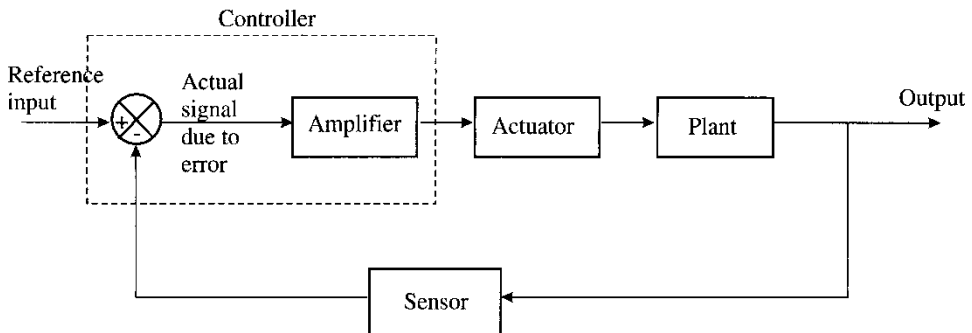 Controller
Reference
input
+
-
Actual
signal
due to
error
Amplifier
Actuator
Plant
Output
Sensor